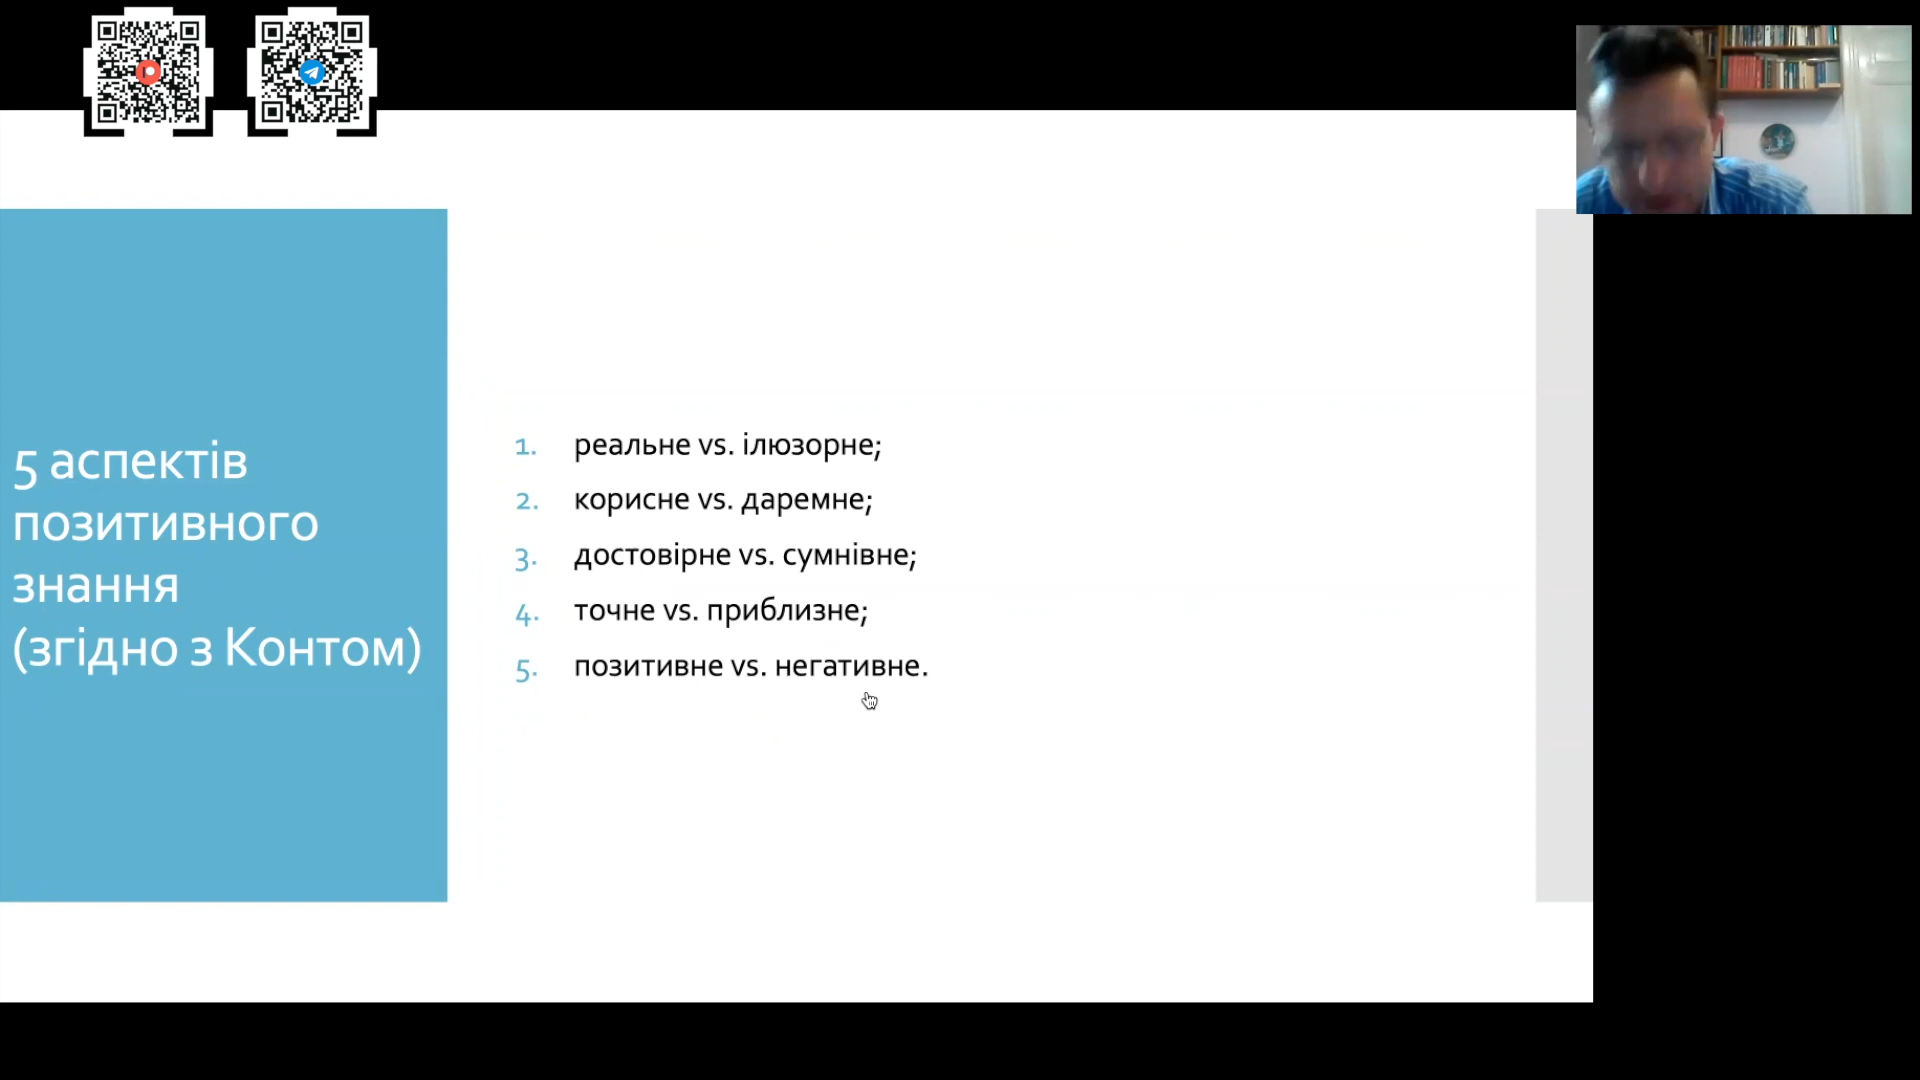 5 аспектів
позитивного
знання
(згідно з Контом)
1. реальне vs. ілюзорне;
2. корисне vs. даремне;
3. достовірне vs. сумнівне;
4. точне vs. приблизне;
5. позитивне vs. негативне.